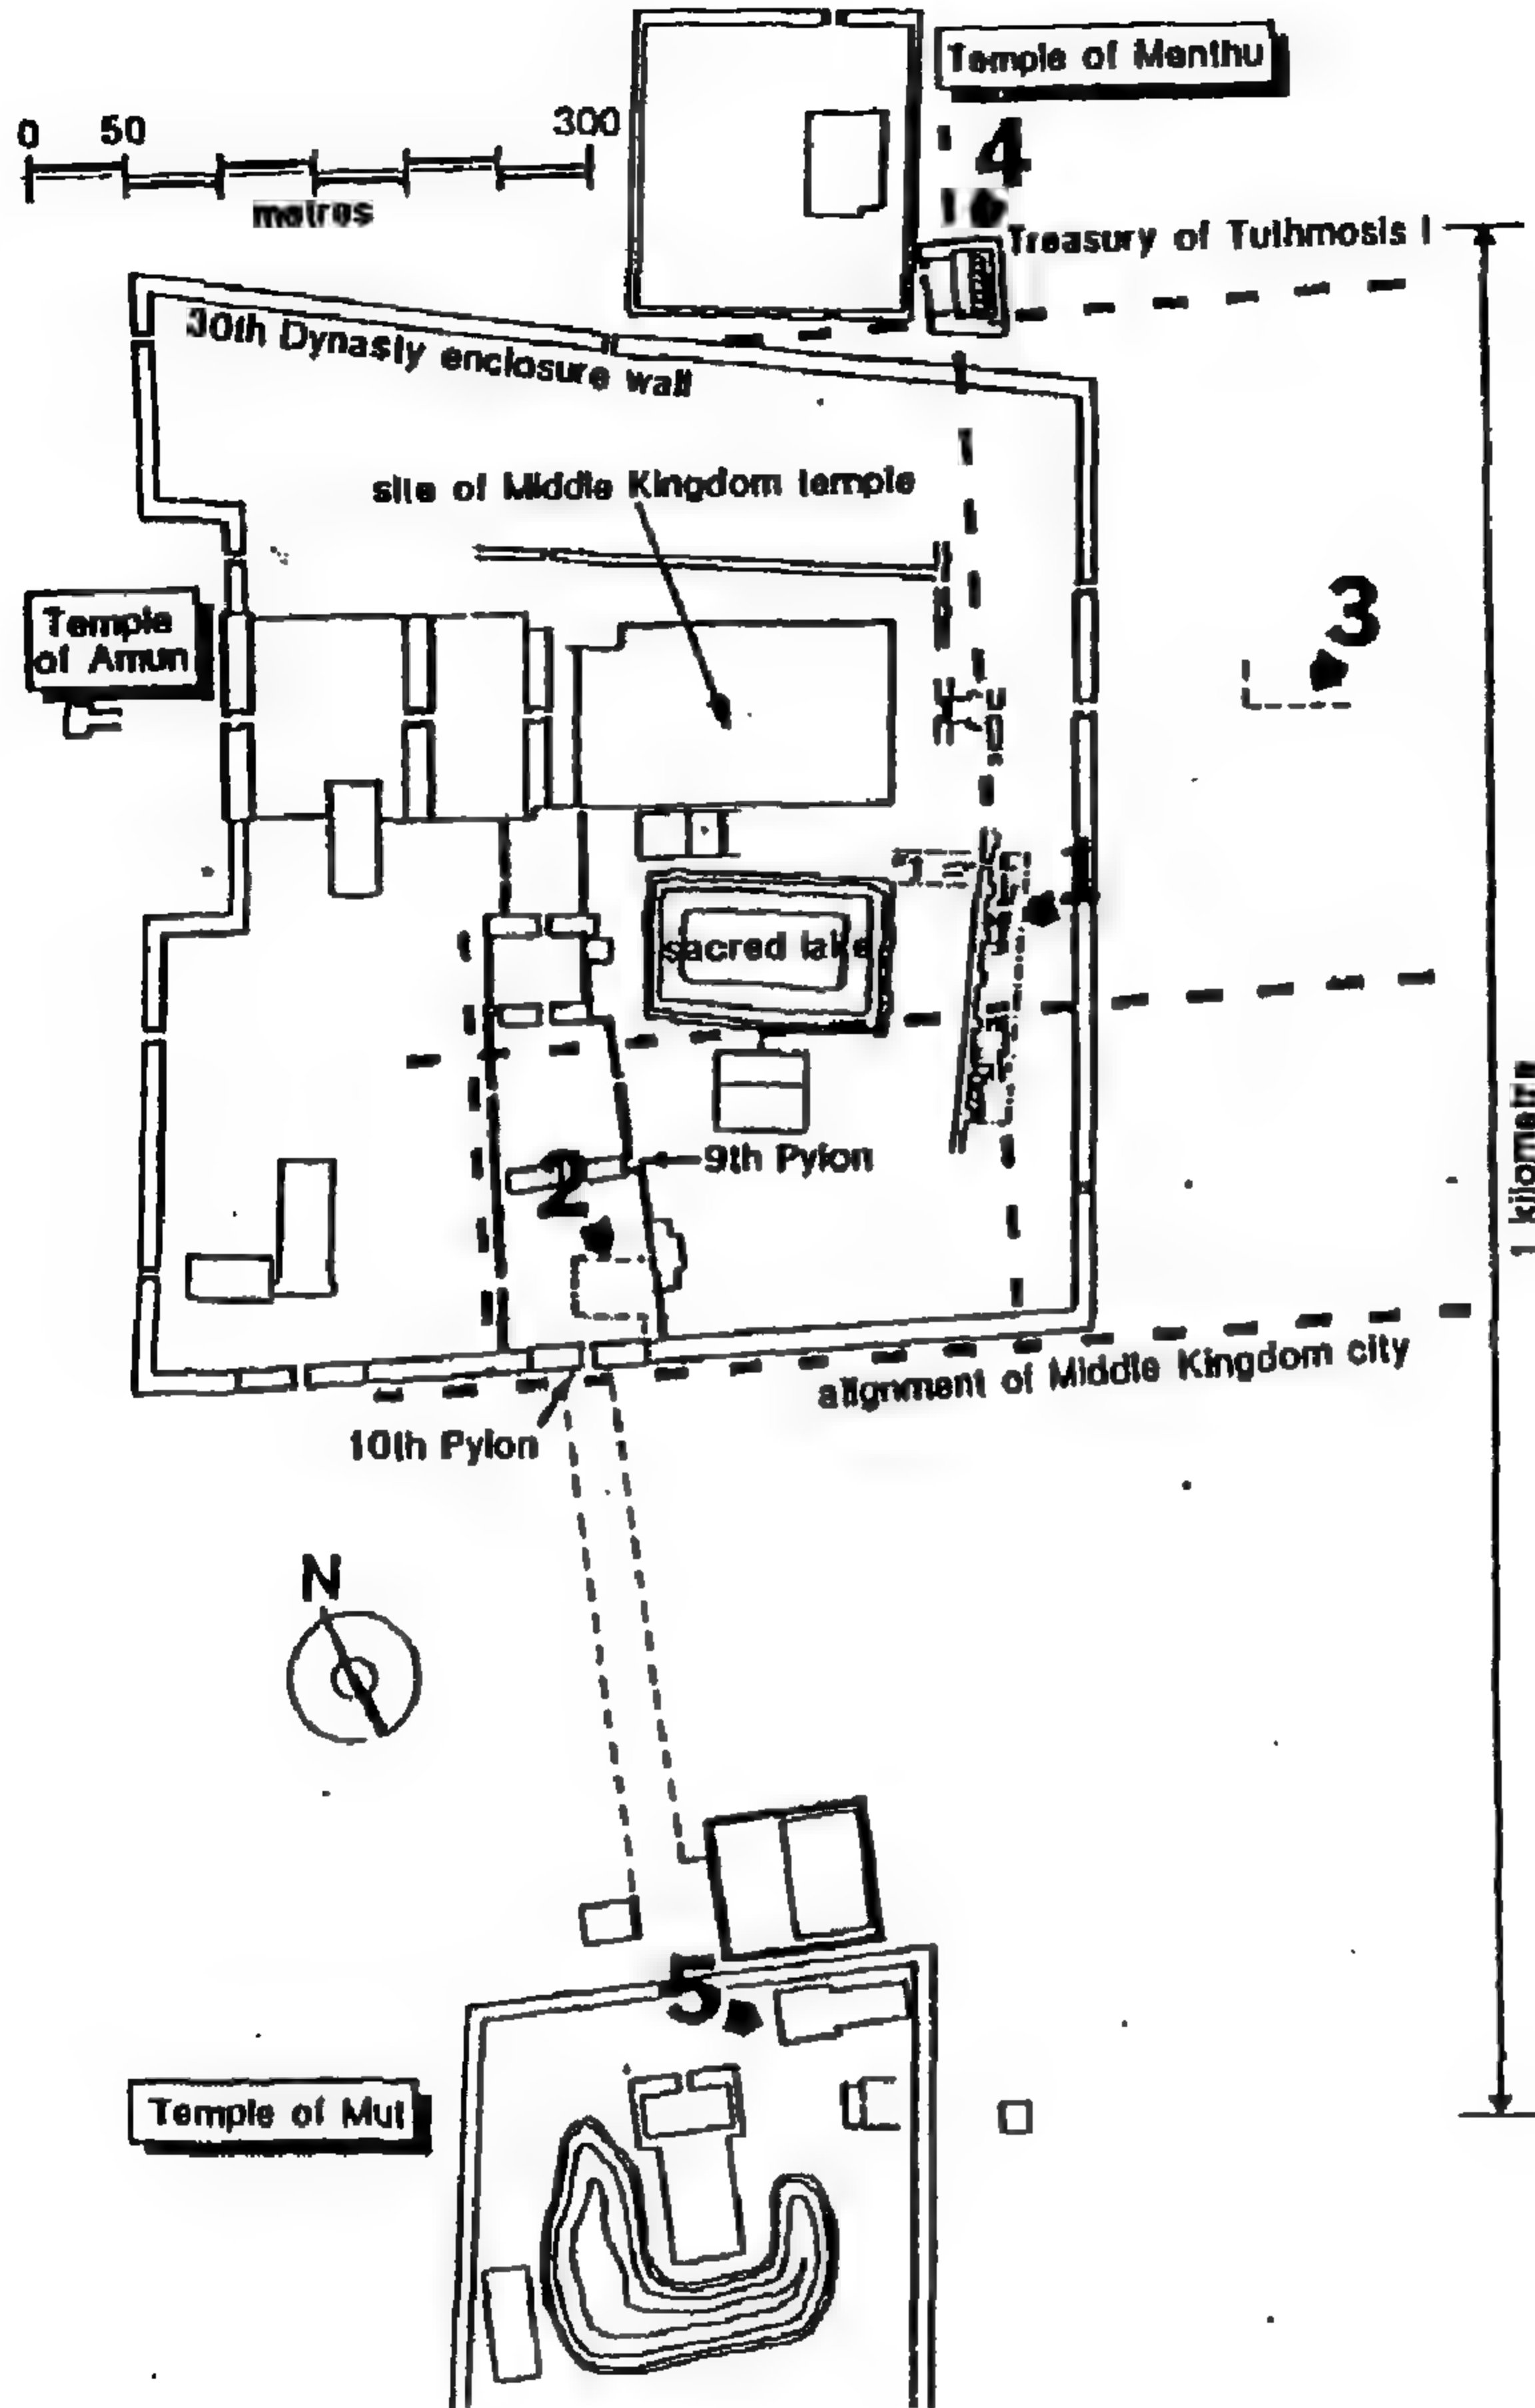 Temple of Menthu
0 50 300
metres
4
Treasury of Tuthmosis I
30th Dynasty enclosure wall
site of Middle Kingdom temple
3
Temple
of Amun
1
sacred lake
1 kilometre
9th Pylon
2
alignment of Middle Kingdom city
10th Pylon
N
5
Temple of Mut